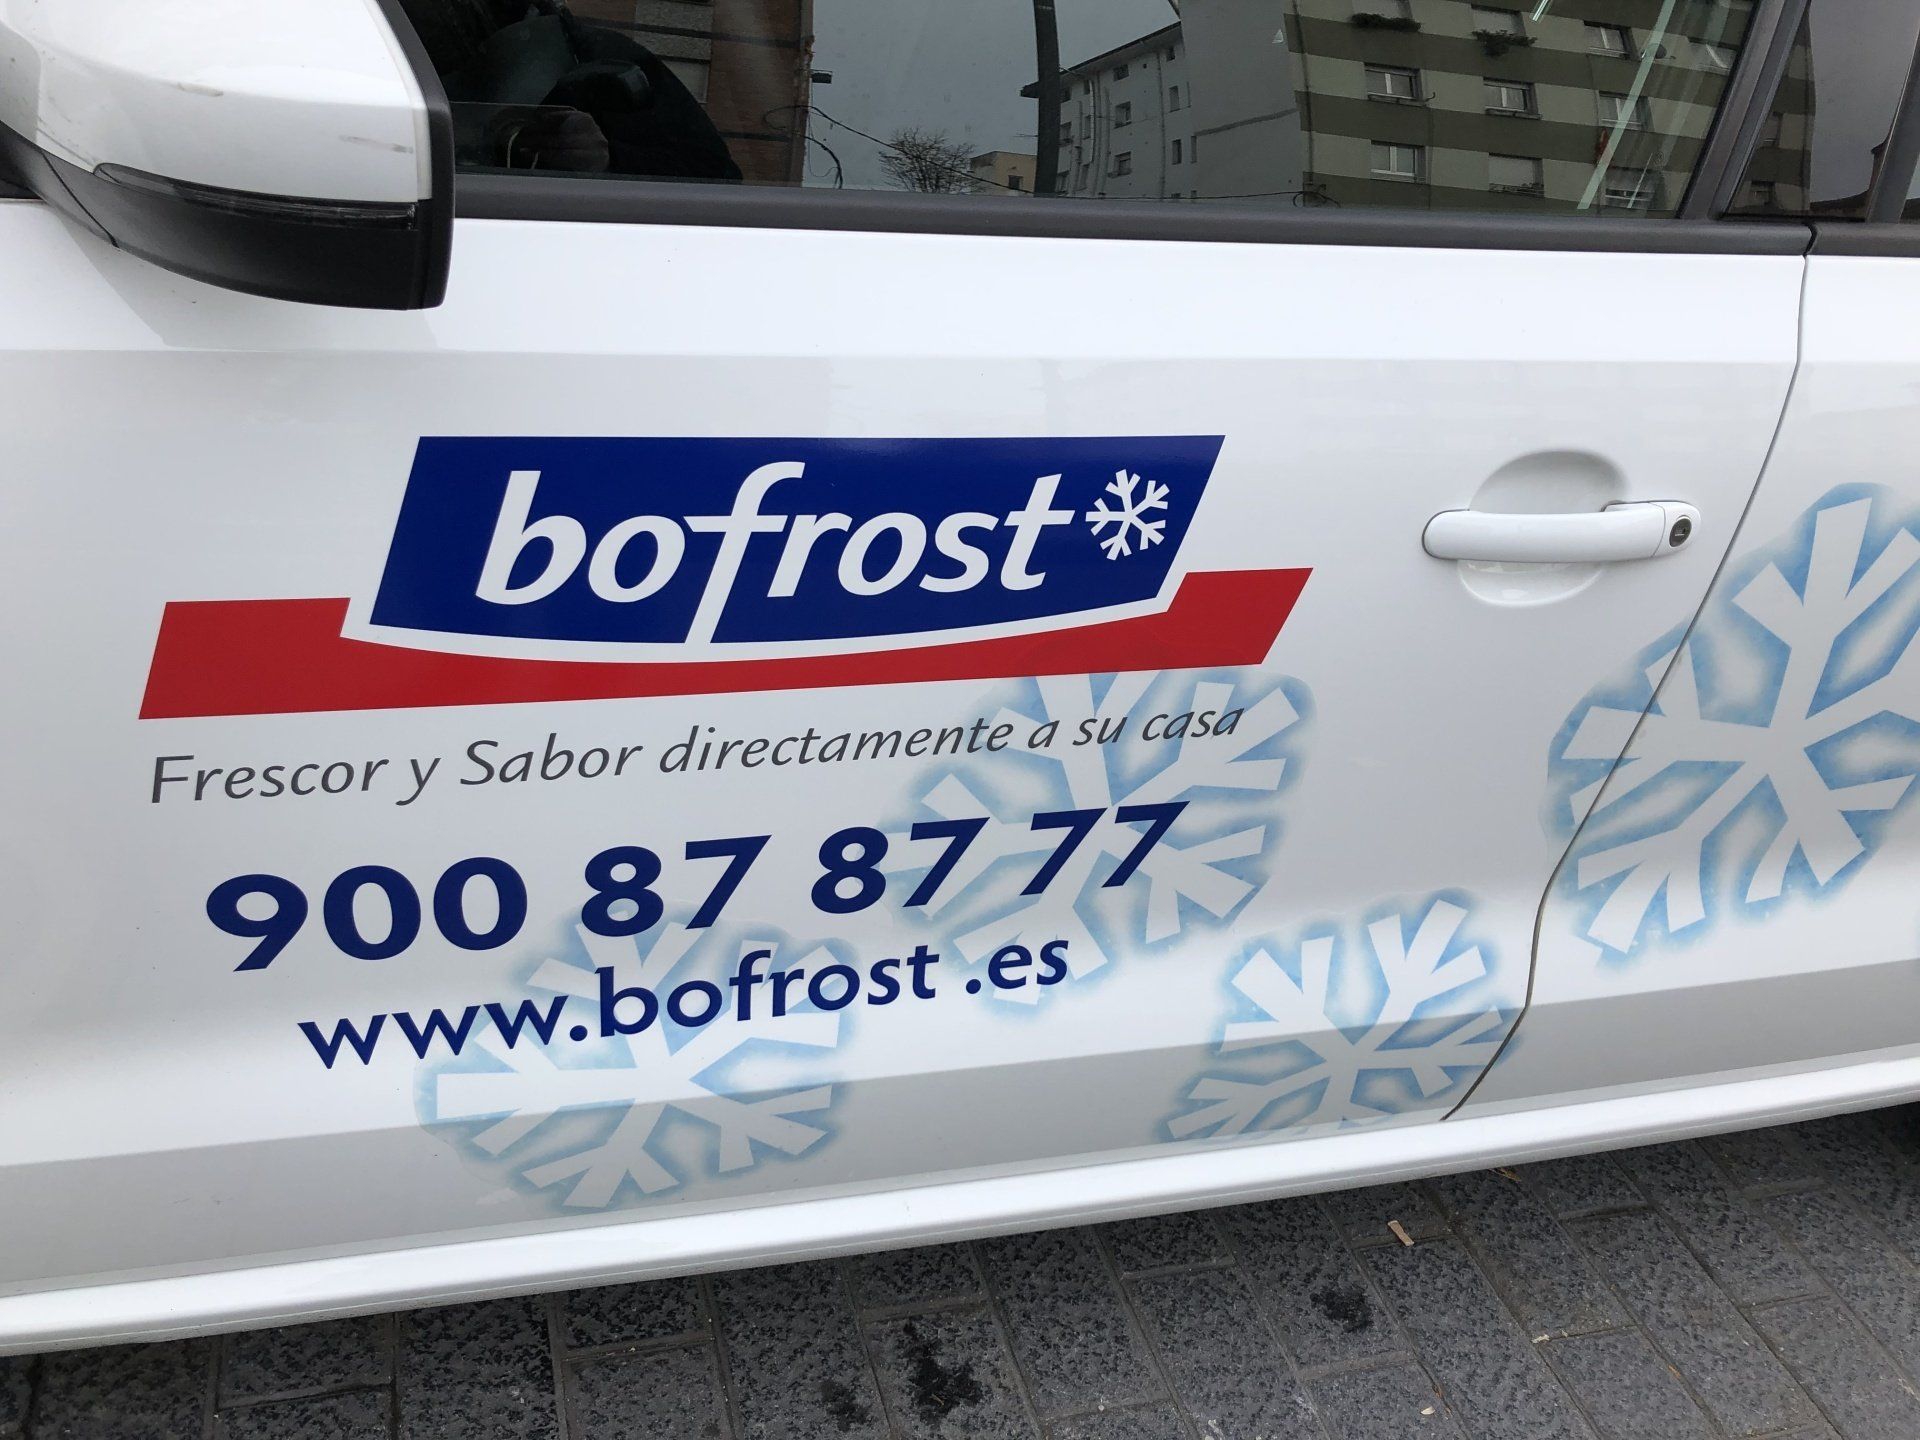 bofrost
Frescor y Sabor directamente a su casa
900 87 87 77
www.bofrost .es